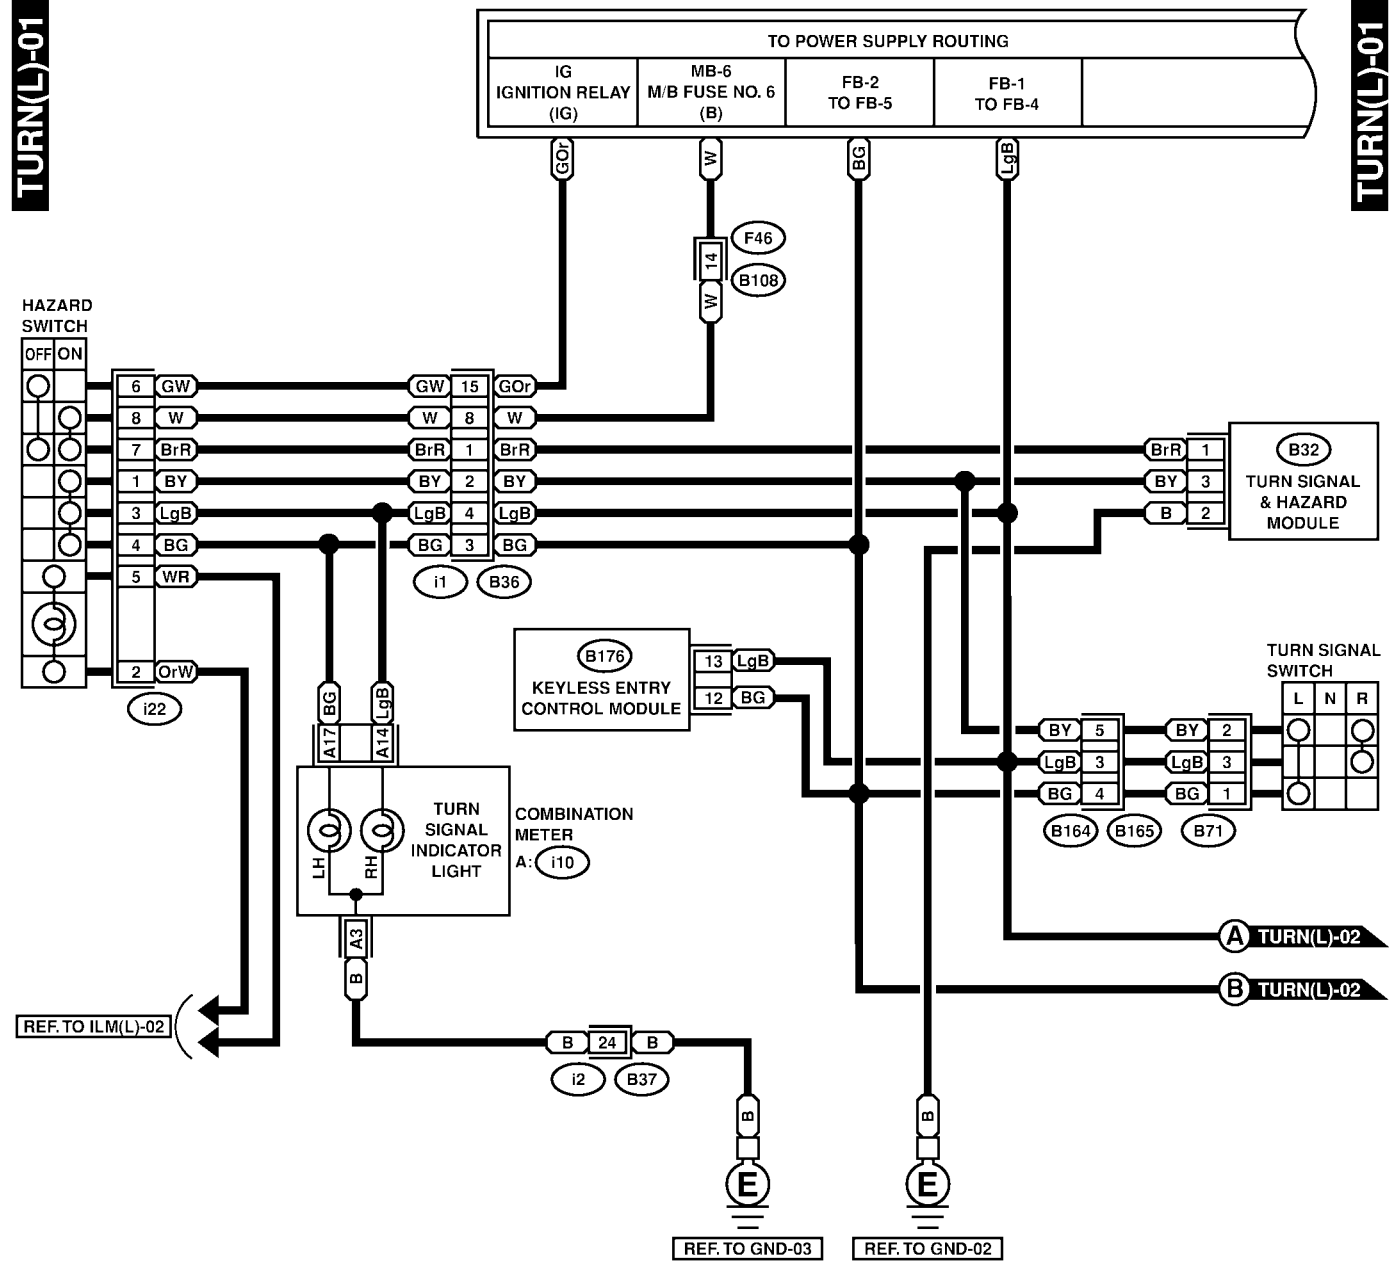 TURN(L)-01
TURN(L)-01
TO POWER SUPPLY ROUTING
IG
IGNITION RELAY
(IG)
MB-6
M/B FUSE NO. 6
(B)
FB-2
TO FB-5
FB-1
TO FB-4
GOr
W
BG
LgB
F46
14
B108
W
HAZARD
SWITCH
OFF ON
6 GW GW 15 GOr
8 W W 8 W
7 BrR BrR 1 BrR BrR 1
1 BY BY 2 BY BY 3
3 LgB LgB 4 LgB B 2
4 BG BG 3 BG
5 WR
2 OrW
i1 B36
i22
B32
TURN SIGNAL
& HAZARD
MODULE
B176
KEYLESS ENTRY
CONTROL MODULE
13 LgB
12 BG
TURN SIGNAL
SWITCH
L N R
BY 5 BY 2
LgB 3 LgB 3
BG 4 BG 1
B164 B165 B71
BG LgB
A17 A14
LH RH
TURN
SIGNAL
INDICATOR
LIGHT
COMBINATION
METER
A: i10
A3
B
A TURN(L)-02
B TURN(L)-02
REF. TO ILM(L)-02
B 24 B
i2 B37
B
B
E
E
REF. TO GND-03
REF. TO GND-02